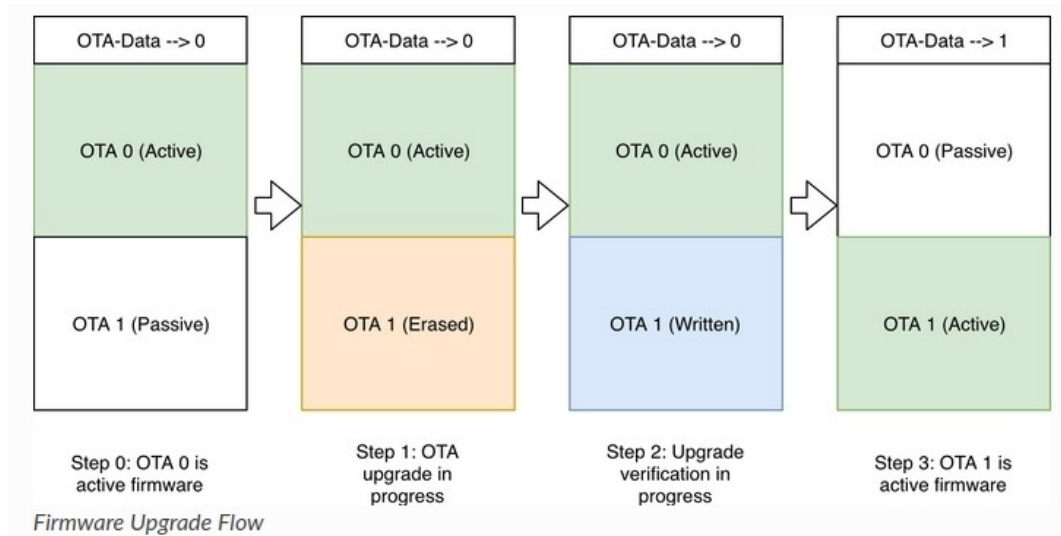 OTA-Data --> 0
OTA 0 (Active)
OTA 1 (Passive)
Step 0: OTA 0 is
active firmware
OTA-Data --> 0
OTA 0 (Active)
OTA 1 (Erased)
Step 1: OTA
upgrade in
progress
OTA-Data --> 0
OTA 0 (Active)
OTA 1 (Written)
Step 2: Upgrade
verification in
progress
OTA-Data --> 1
OTA 0 (Passive)
OTA 1 (Active)
Step 3: OTA 1 is
active firmware
Firmware Upgrade Flow